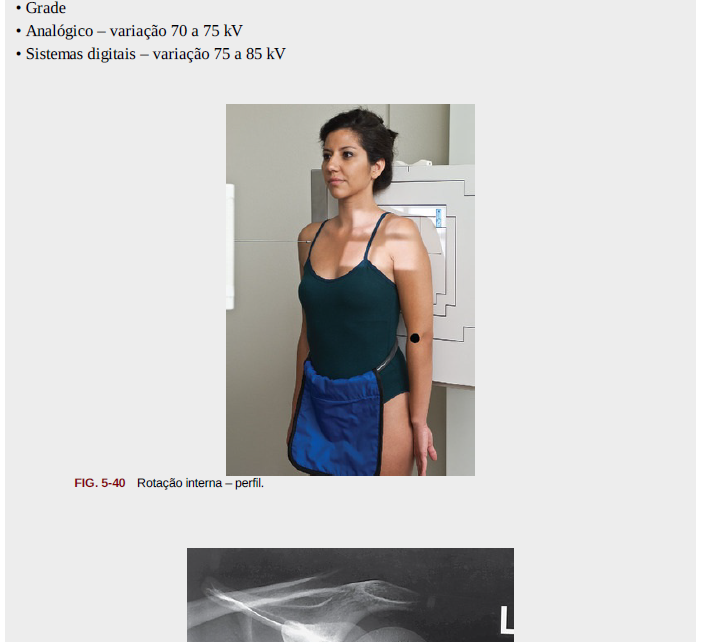 • Grade
• Analógico – variação 70 a 75 kV
• Sistemas digitais – variação 75 a 85 kV
FIG. 5-40 Rotação interna – perfil.
L